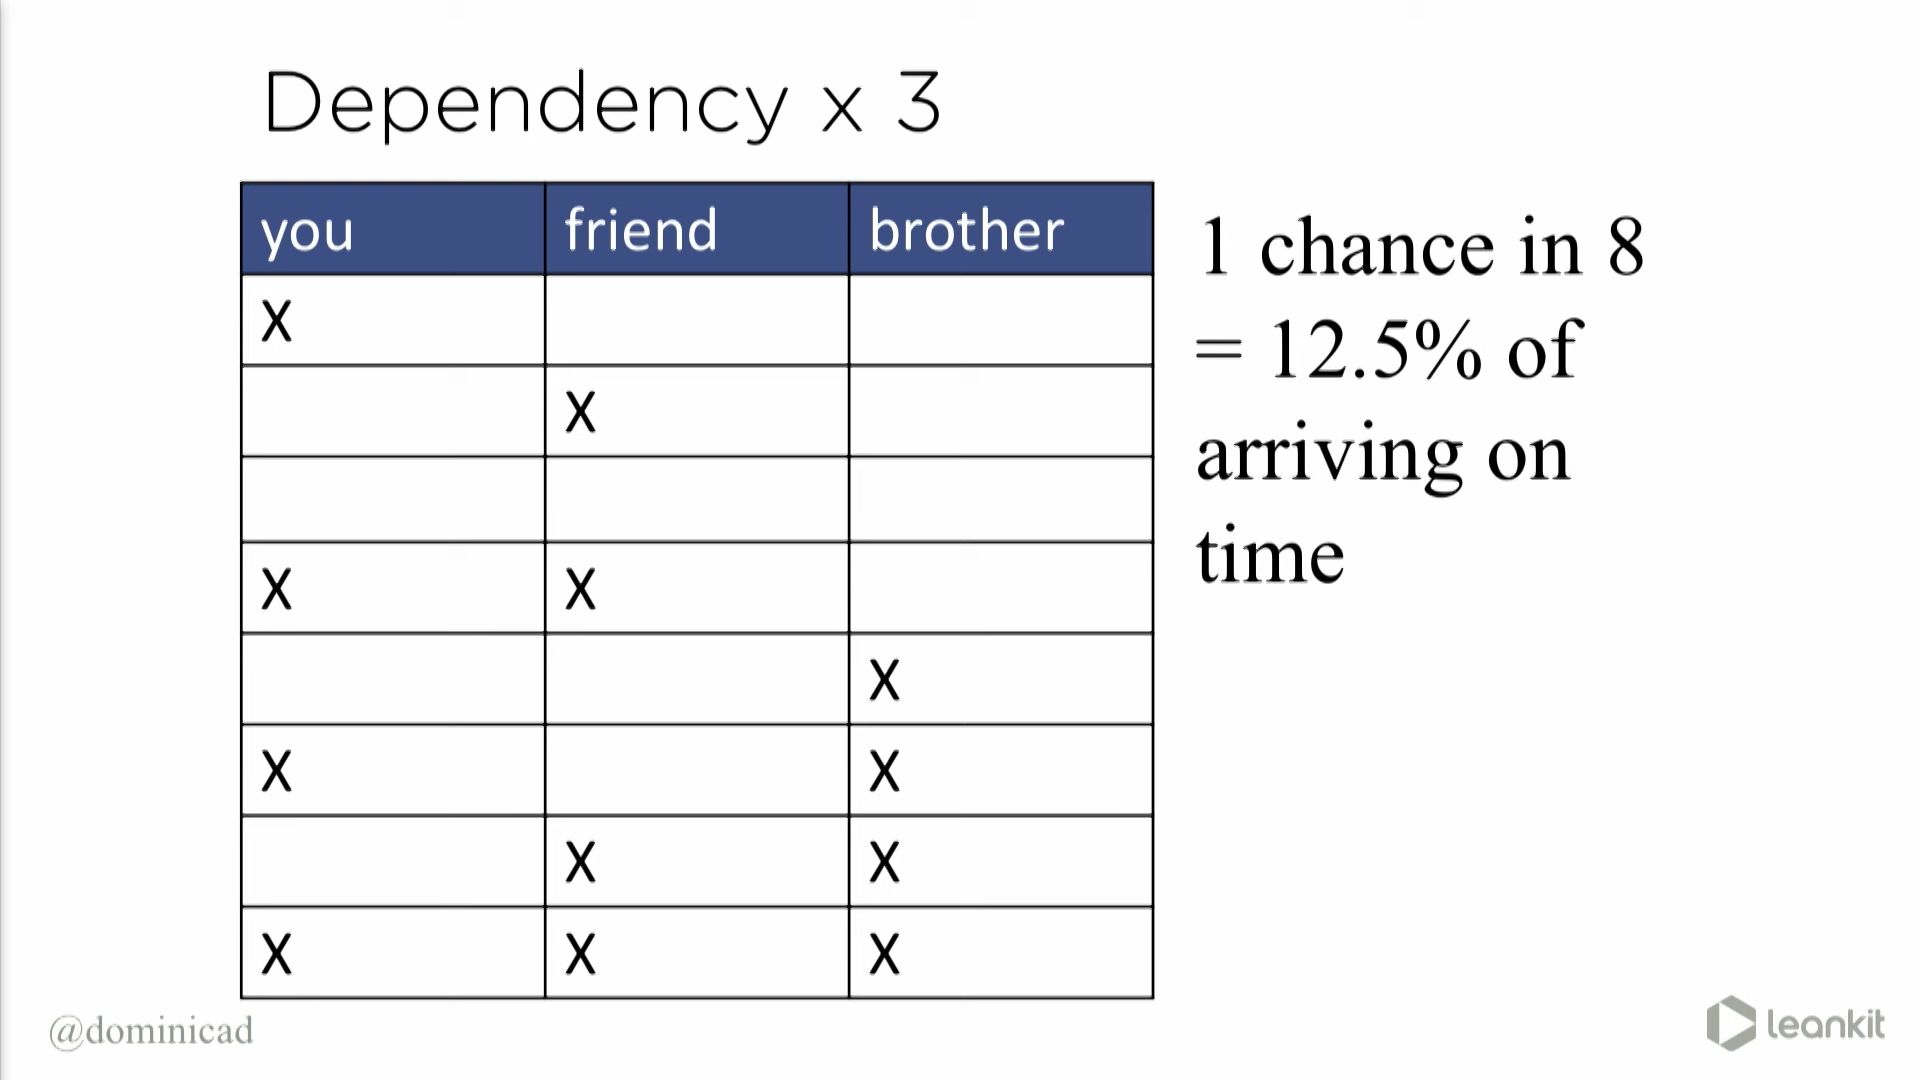 Dependency x 3
you friend brother
X
X
X X
X
X X
X X
X X X
1 chance in 8
= 12.5% of
arriving on
time
@dominicad
leankit